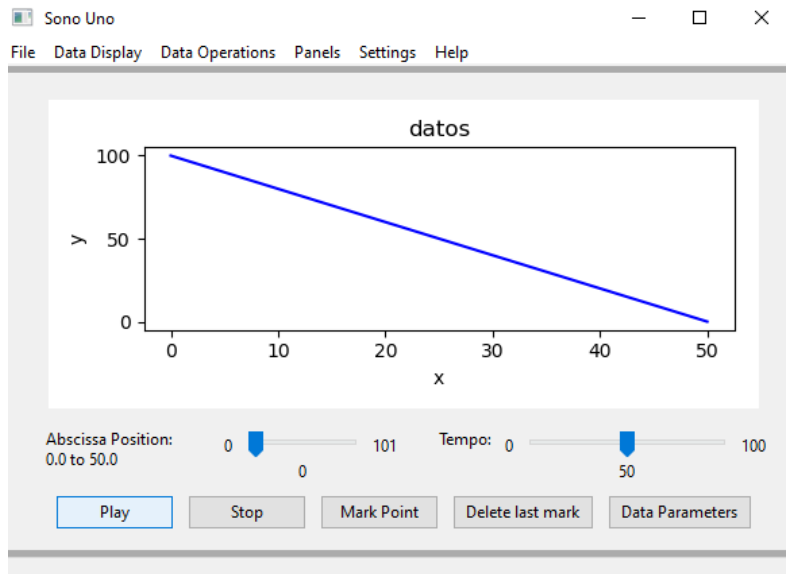 Sono Uno
File Data Display Data Operations Panels Settings Help
datos
100
50
0
y
0 10 20 30 40 50
x
Abscissa Position: 0 101 Tempo: 0 100
0.0 to 50.0 0 50
Play Stop Mark Point Delete last mark Data Parameters